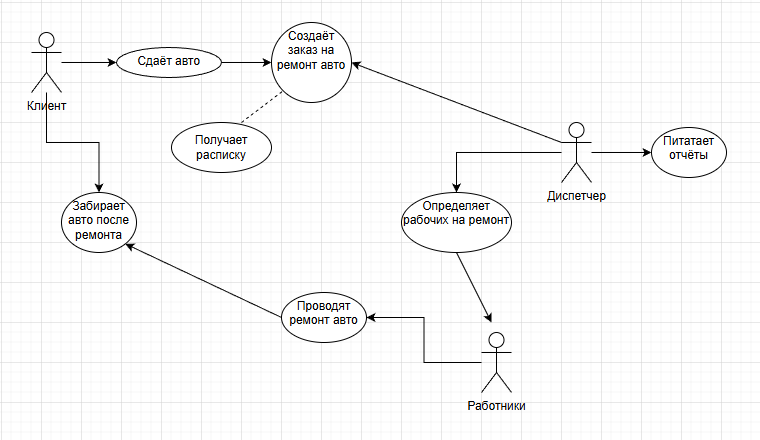 Создаёт
заказ на
ремонт авто
Сдаёт авто
Клиент
Получает
расписку
Питатает
отчёты
Диспетчер
Забирает
авто после
ремонта
Определяет
рабочих на ремонт
Проводят
ремонт авто
Работники